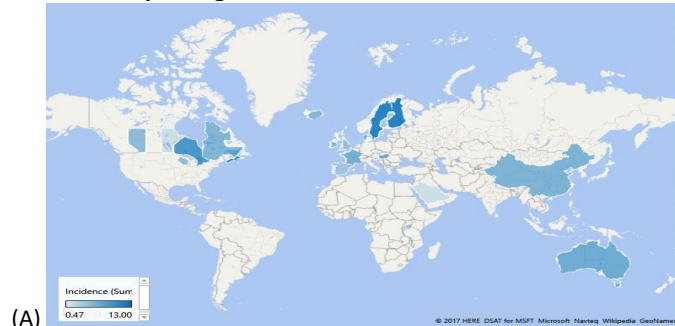 Incidence (Sum
0.47 13.00
© 2017 HERE DSAT for MSFT Microsoft Navteq Wikipedia GeoNames
(A)